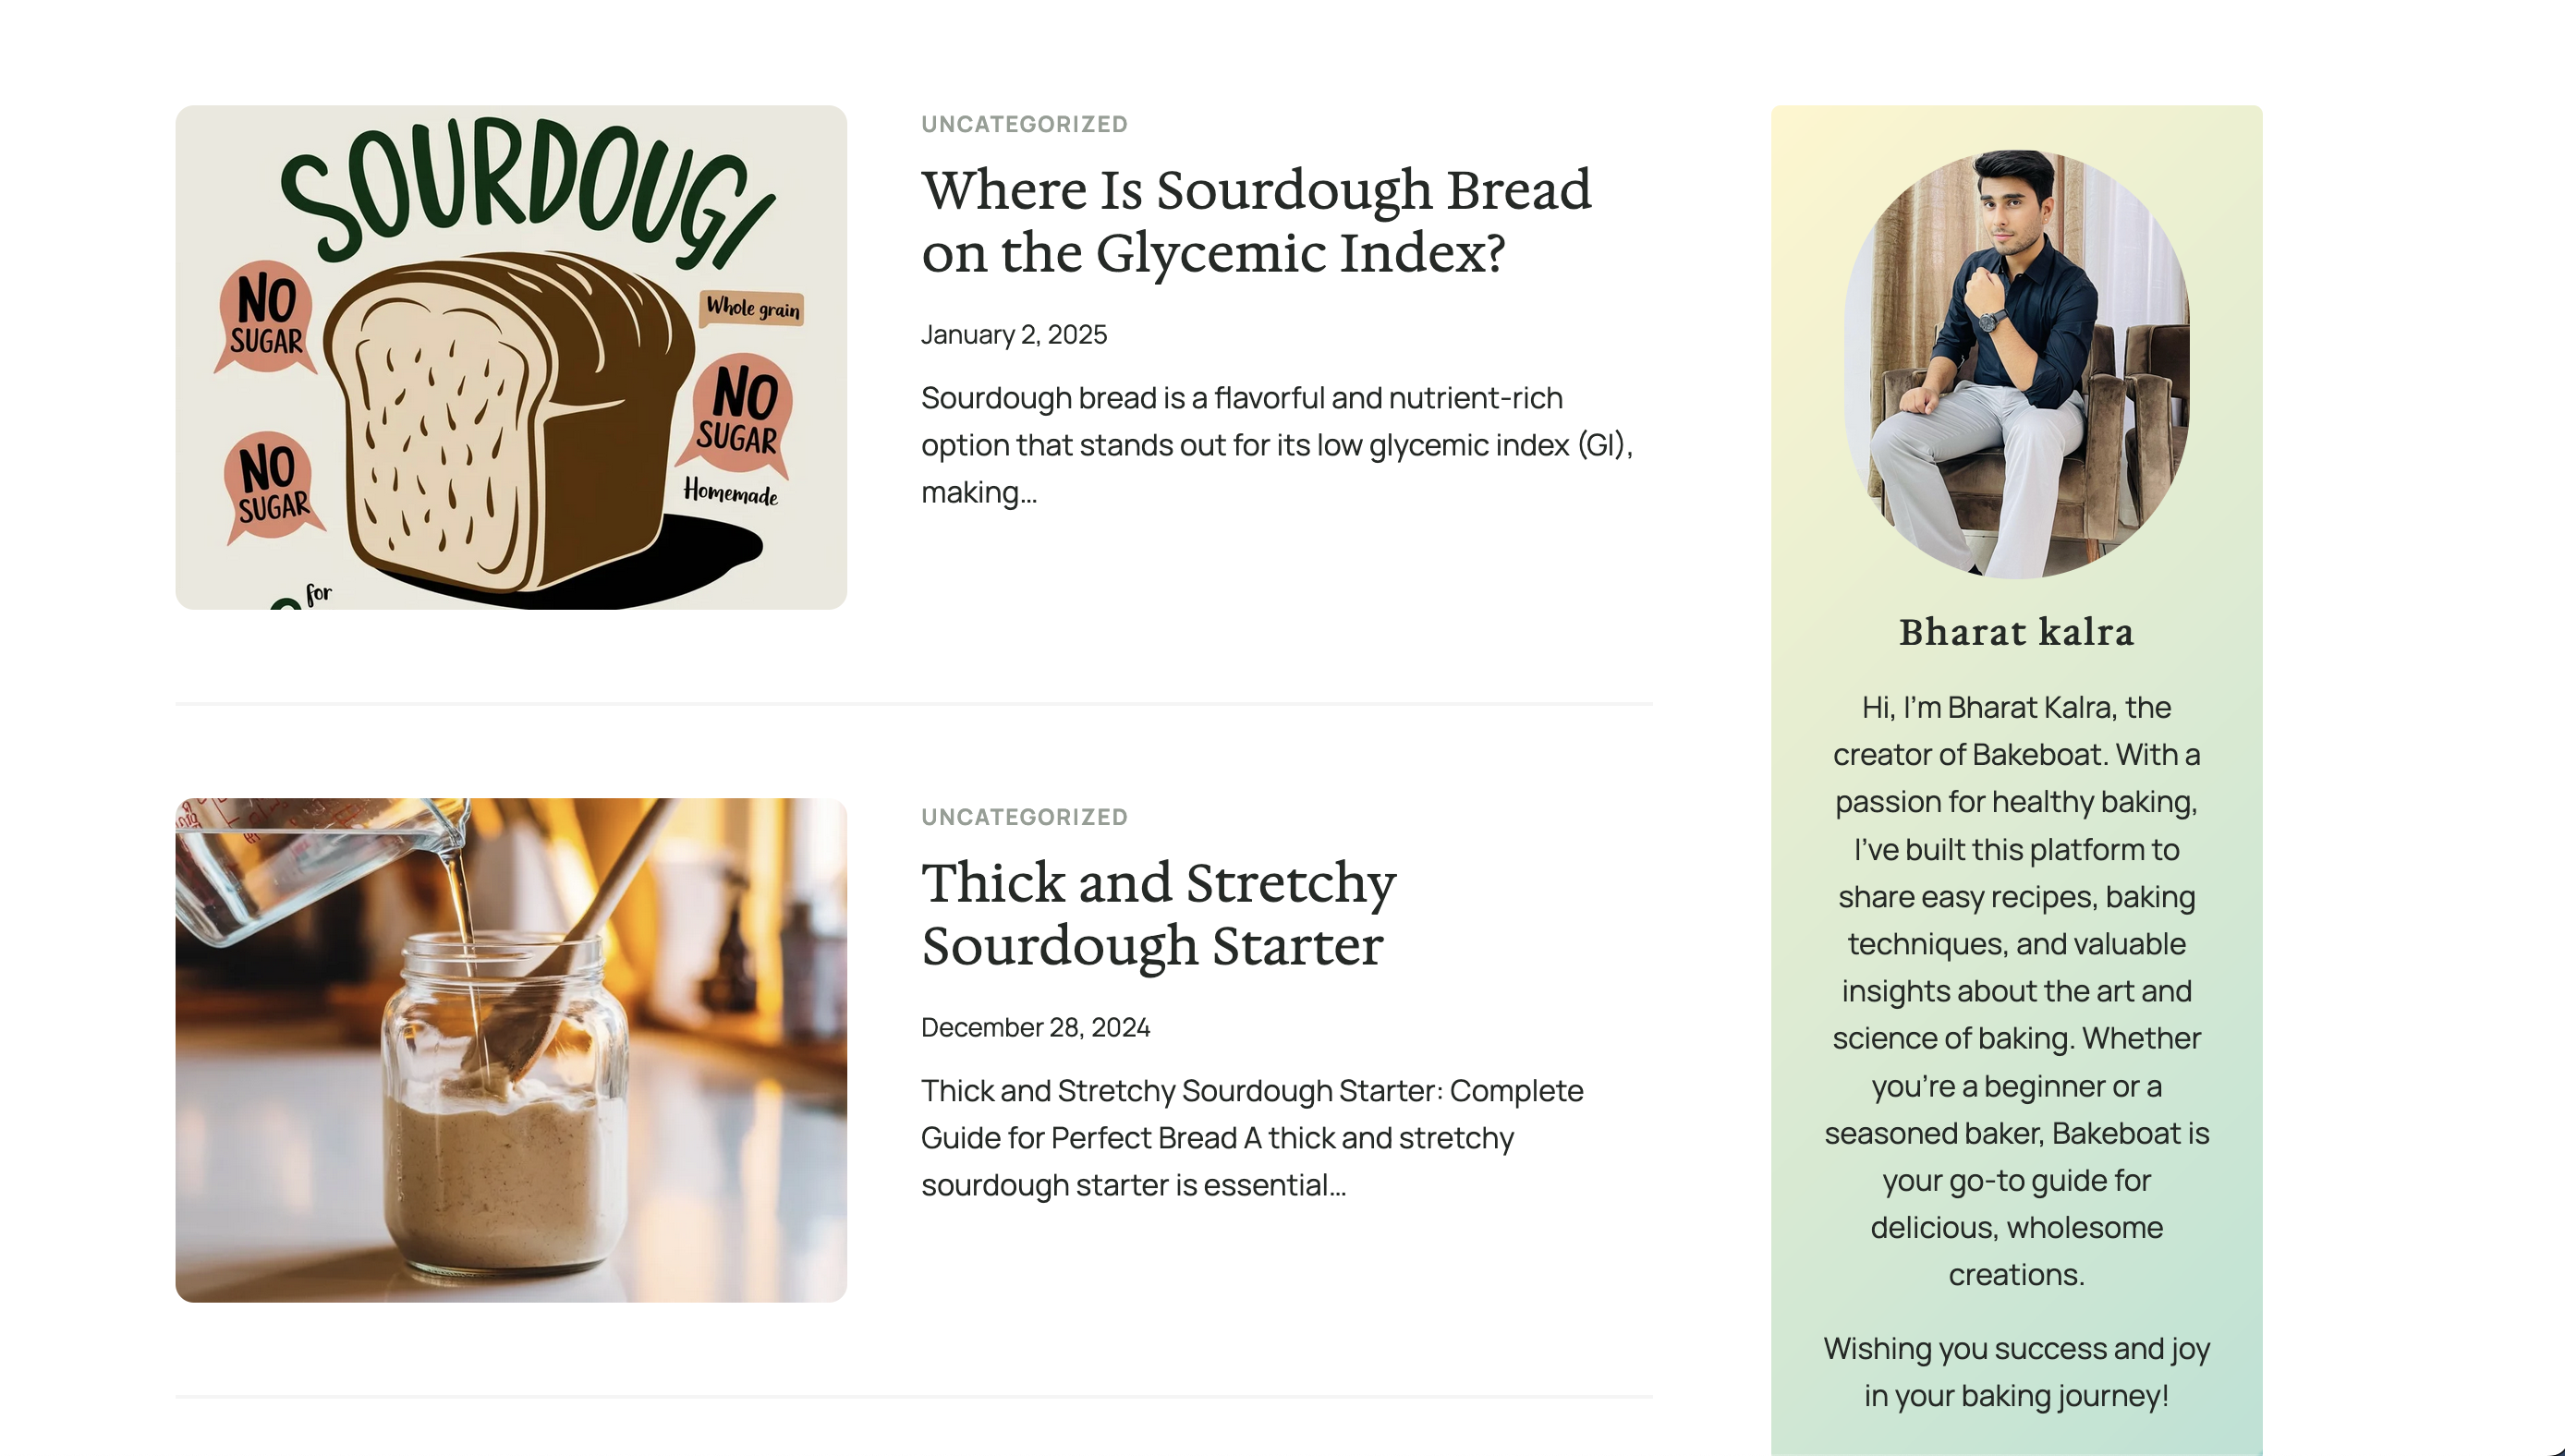 SOURDOUGI
NO
SUGAR
Whole grain
NO
SUGAR
NO
SUGAR
Homemade
for
UNCATEGORIZED
Where Is Sourdough Bread
on the Glycemic Index?
January 2, 2025
Sourdough bread is a flavorful and nutrient-rich
option that stands out for its low glycemic index (GI),
making...
UNCATEGORIZED
Thick and Stretchy
Sourdough Starter
December 28, 2024
Thick and Stretchy Sourdough Starter: Complete
Guide for Perfect Bread A thick and stretchy
sourdough starter is essential...
Bharat kalra
Hi, I’m Bharat Kalra, the
creator of Bakeboat. With a
passion for healthy baking,
I’ve built this platform to
share easy recipes, baking
techniques, and valuable
insights about the art and
science of baking. Whether
you’re a beginner or a
seasoned baker, Bakeboat is
your go-to guide for
delicious, wholesome
creations.
Wishing you success and joy
in your baking journey!